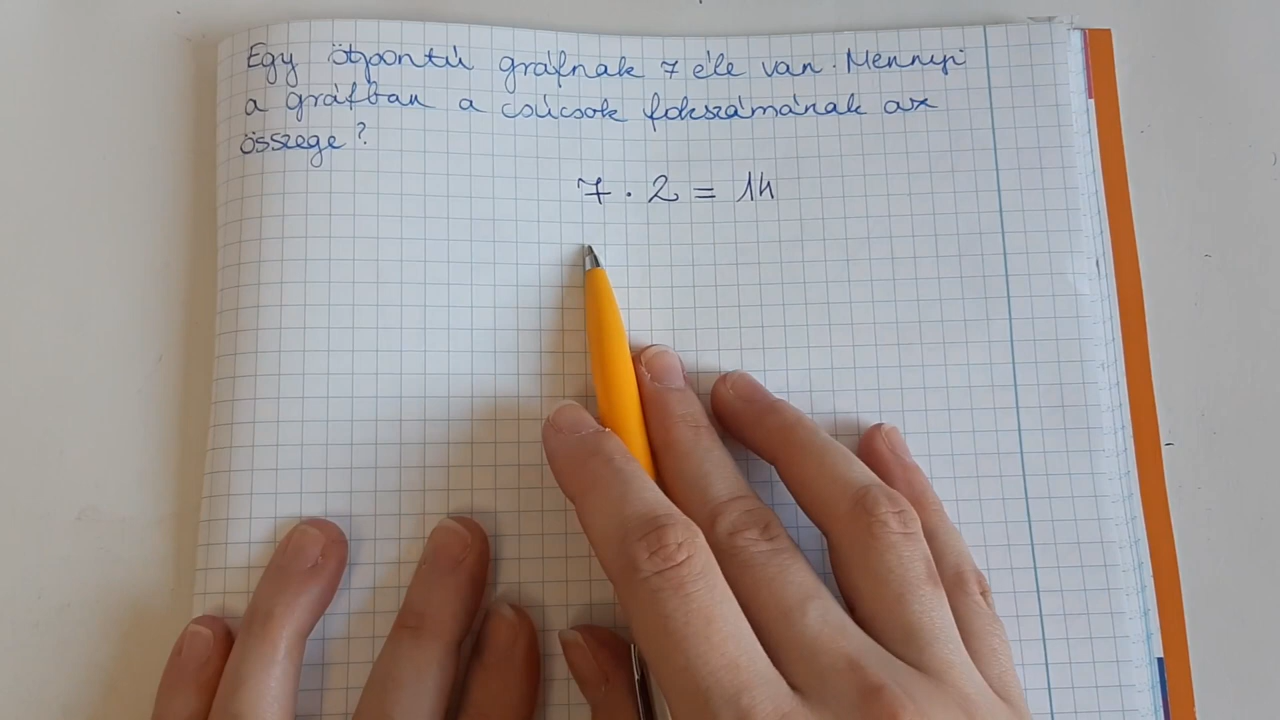 Egy ötpontú gráfnak 7 éle van. Mennyi
a gráfban a csúcsok fokszámának az
összege?
7 · 2 = 14